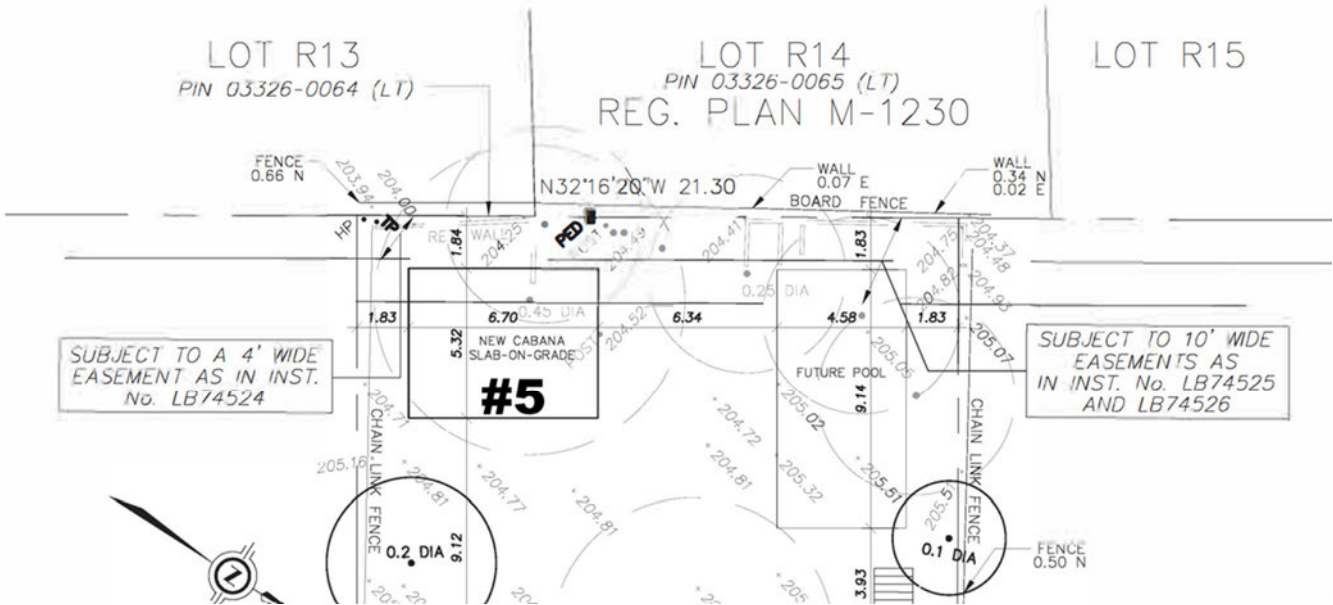 LOT R13
PIN 03326-0064 (LT)
LOT R14
PIN 03326-0065 (LT)
REG. PLAN M-1230
LOT R15
FENCE
0.66 N
203.94
204.00
N32°16'20"W 21.30
WALL
0.07 E
BOARD FENCE
WALL
0.34 N
0.02 E
HP
TP
WALL
1.84
204.25
PED
POST
204.49
204.41
1.83
204.75
204.37
204.48
204.82
204.93
0.25 DIA
0.45 DIA
1.83
6.70
6.34
4.58
1.83
5.32
NEW CABANA
SLAB-ON-GRADE
#5
POST
204.52
205.07
205.05
FUTURE POOL
9.14
SUBJECT TO A 4' WIDE
EASEMENT AS IN INST.
No. LB74524
SUBJECT TO 10' WIDE
EASEMENTS AS
IN INST. No. LB74525
AND LB74526
204.71
CHAIN LINK FENCE
205.16
204.81
204.77
204.81
204.72
204.81
205.02
205.32
205.51
205.51
CHAIN LINK FENCE
0.2 DIA
9.12
0.1 DIA
3.93
FENCE
0.50 N
Z